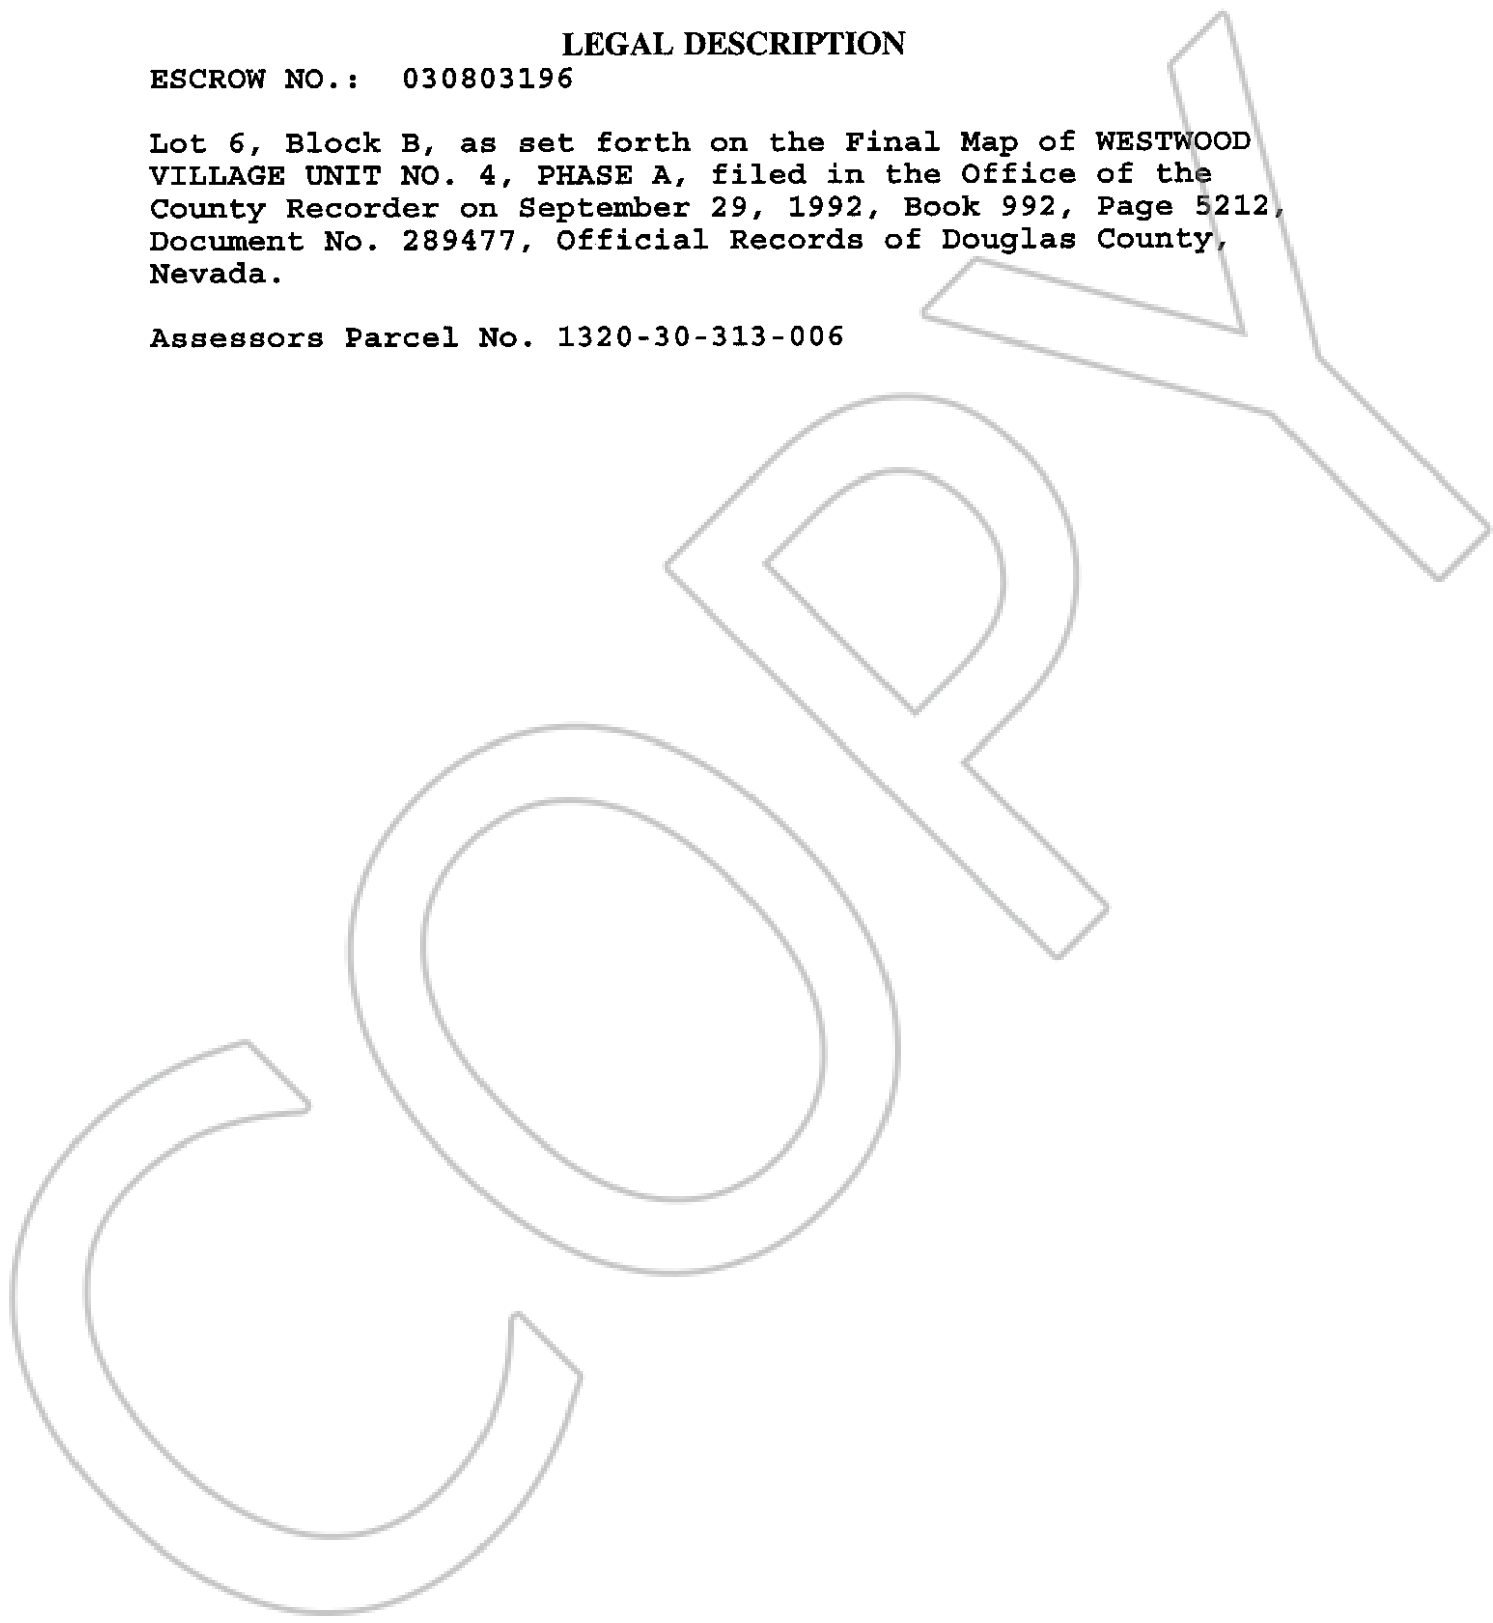 LEGAL DESCRIPTION
ESCROW NO.: 030803196
Lot 6, Block B, as set forth on the Final Map of WESTWOOD
VILLAGE UNIT NO. 4, PHASE A, filed in the Office of the
County Recorder on September 29, 1992, Book 992, Page 5212,
Document No. 289477, Official Records of Douglas County,
Nevada.
Assessors Parcel No. 1320-30-313-006
COPY